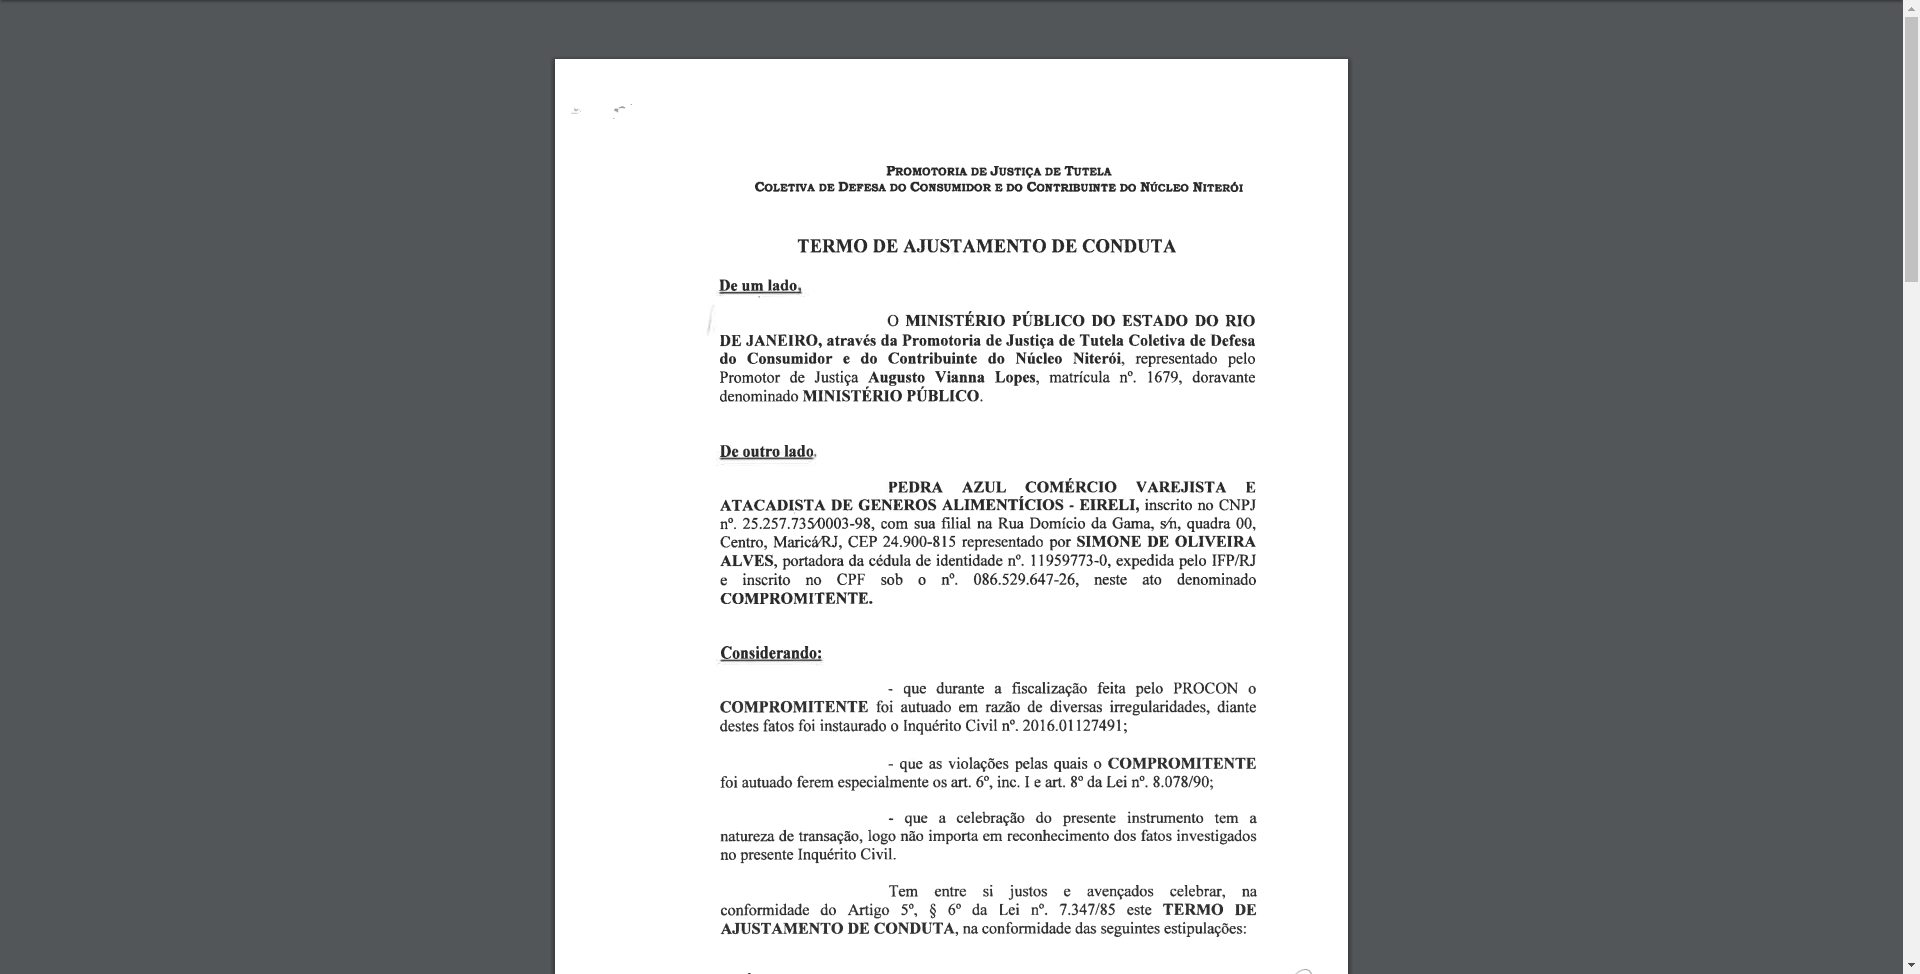 PROMOTORIA DE JUSTIÇA DE TUTELA
COLETIVA DE DEFESA DO CONSUMIDOR E DO CONTRIBUINTE DO NÚCLEO NITERÓI
TERMO DE AJUSTAMENTO DE CONDUTA
De um lado,
O MINISTÉRIO PÚBLICO DO ESTADO DO RIO
DE JANEIRO, através da Promotoria de Justiça de Tutela Coletiva de Defesa
do Consumidor e do Contribuinte do Núcleo Niterói, representado pelo
Promotor de Justiça Augusto Vianna Lopes, matrícula nº. 1679, doravante
denominado MINISTÉRIO PÚBLICO.
De outro lado,
PEDRA AZUL COMÉRCIO VAREJISTA E
ATACADISTA DE GENEROS ALIMENTÍCIOS - EIRELI, inscrito no CNPJ
nº. 25.257.735/0003-98, com sua filial na Rua Domício da Gama, s/n, quadra 00,
Centro, Maricá/RJ, CEP 24.900-815 representado por SIMONE DE OLIVEIRA
ALVES, portadora da cédula de identidade nº. 11959773-0, expedida pelo IFP/RJ
e inscrito no CPF sob o nº. 086.529.647-26, neste ato denominado
COMPROMITENTE.
Considerando:
- que durante a fiscalização feita pelo PROCON o
COMPROMITENTE foi autuado em razão de diversas irregularidades, diante
destes fatos foi instaurado o Inquérito Civil nº. 2016.01127491;
- que as violações pelas quais o COMPROMITENTE
foi autuado ferem especialmente os art. 6º, inc. I e art. 8º da Lei nº. 8.078/90;
- que a celebração do presente instrumento tem a
natureza de transação, logo não importa em reconhecimento dos fatos investigados
no presente Inquérito Civil.
Tem entre si justos e avençados celebrar, na
conformidade do Artigo 5º, § 6º da Lei nº. 7.347/85 este TERMO DE
AJUSTAMENTO DE CONDUTA, na conformidade das seguintes estipulações: